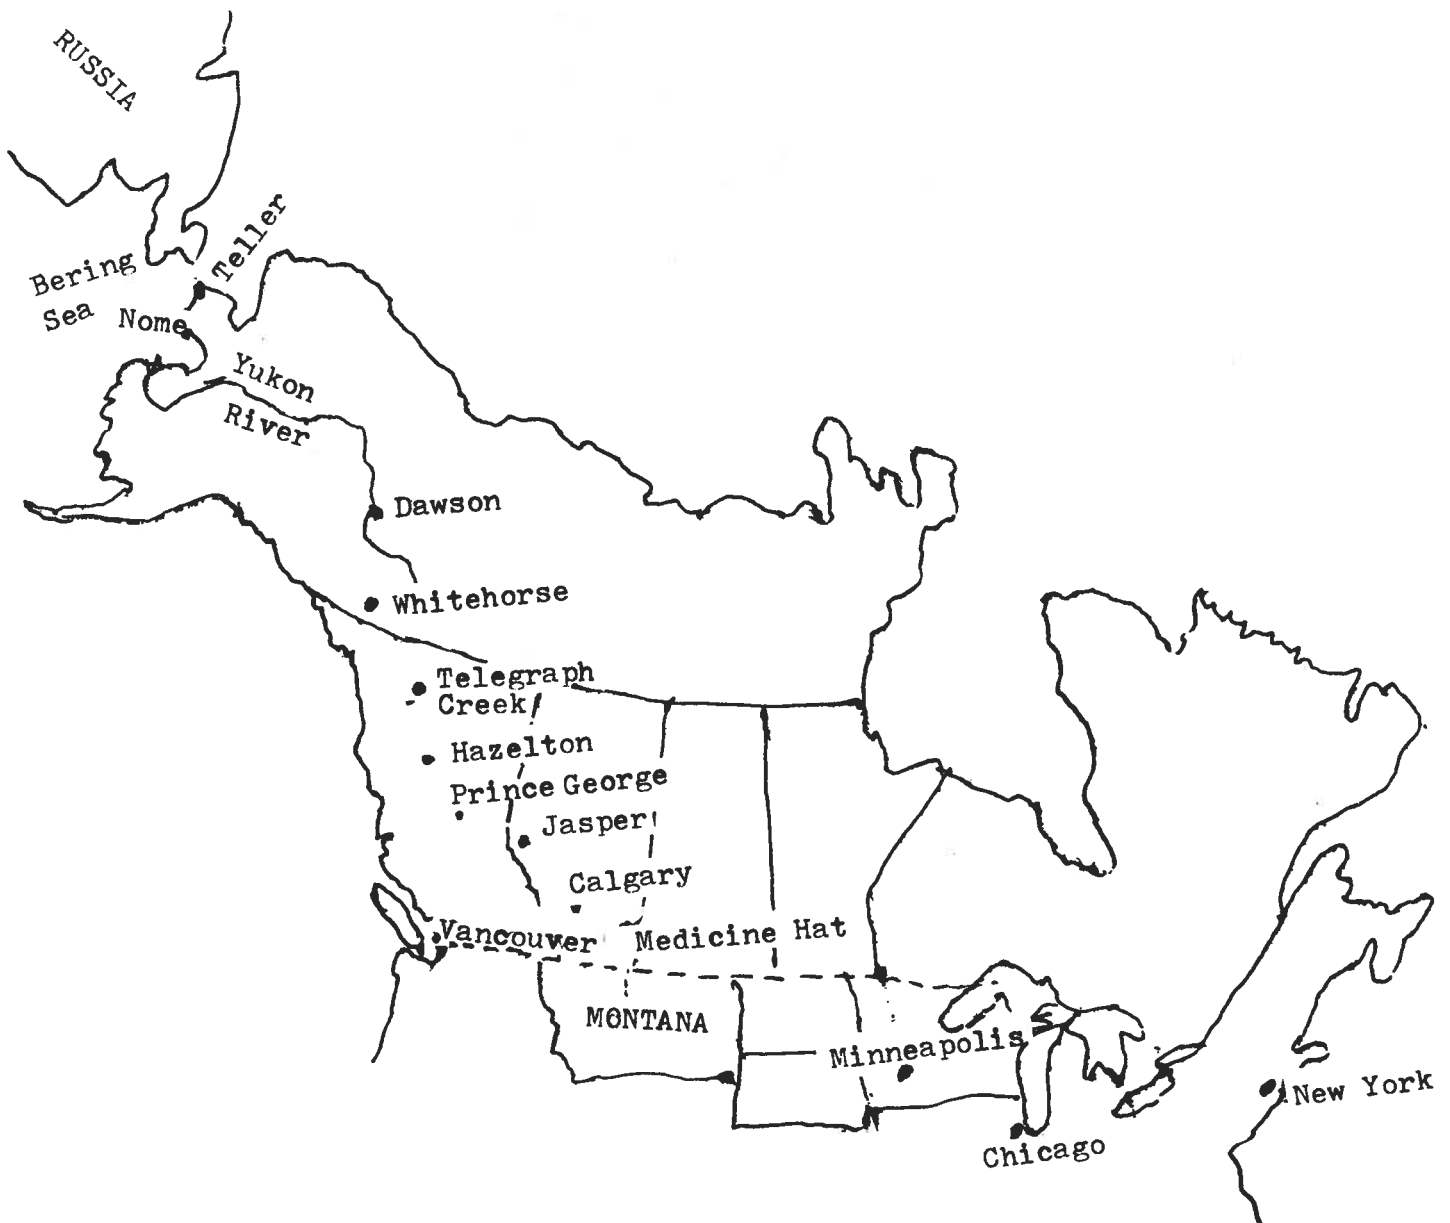 RUSSIA
Teller
Bering
Sea
Nome
Yukon
River
Dawson
Whitehorse
Telegraph
Creek
Hazelton
Prince George
Jasper
Calgary
Vancouver
Medicine Hat
MONTANA
Minneapolis
New York
Chicago